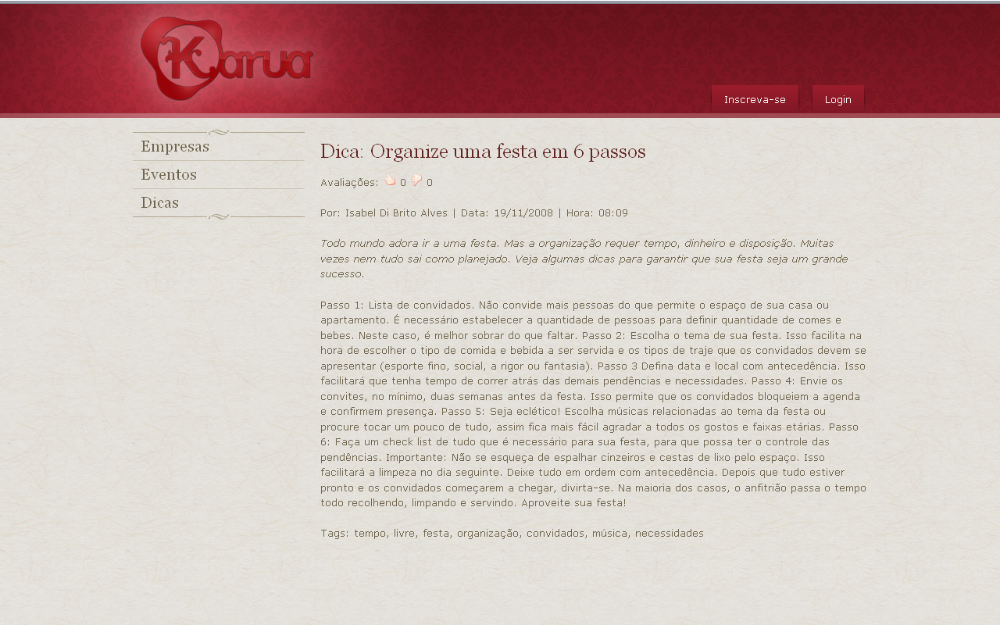 Karua
Inscreva-se
Login
Empresas
Eventos
Dicas
Dica: Organize uma festa em 6 passos
Avaliações: 0 0
Por: Isabel Di Brito Alves | Data: 19/11/2008 | Hora: 08:09
Todo mundo adora ir a uma festa. Mas a organização requer tempo, dinheiro e disposição. Muitas
vezes nem tudo sai como planejado. Veja algumas dicas para garantir que sua festa seja um grande
sucesso.
Passo 1: Lista de convidados. Não convide mais pessoas do que permite o espaço de sua casa ou
apartamento. É necessário estabelecer a quantidade de pessoas para definir quantidade de comes e
bebes. Neste caso, é melhor sobrar do que faltar. Passo 2: Escolha o tema de sua festa. Isso facilita na
hora de escolher o tipo de comida e bebida a ser servida e os tipos de traje que os convidados devem se
apresentar (esporte fino, social, a rigor ou fantasia). Passo 3 Defina data e local com antecedência. Isso
facilitará que tenha tempo de correr atrás das demais pendências e necessidades. Passo 4: Envie os
convites, no mínimo, duas semanas antes da festa. Isso permite que os convidados bloqueiem a agenda
e confirmem presença. Passo 5: Seja eclético! Escolha músicas relacionadas ao tema da festa ou
procure tocar um pouco de tudo, assim fica mais fácil agradar a todos os gostos e faixas etárias. Passo
6: Faça um check list de tudo que é necessário para sua festa, para que possa ter o controle das
pendências. Importante: Não se esqueça de espalhar cinzeiros e cestas de lixo pelo espaço. Isso
facilitará a limpeza no dia seguinte. Deixe tudo em ordem com antecedência. Depois que tudo estiver
pronto e os convidados começarem a chegar, divirta-se. Na maioria dos casos, o anfitrião passa o tempo
todo recolhendo, limpando e servindo. Aproveite sua festa!
Tags: tempo, livre, festa, organização, convidados, música, necessidades